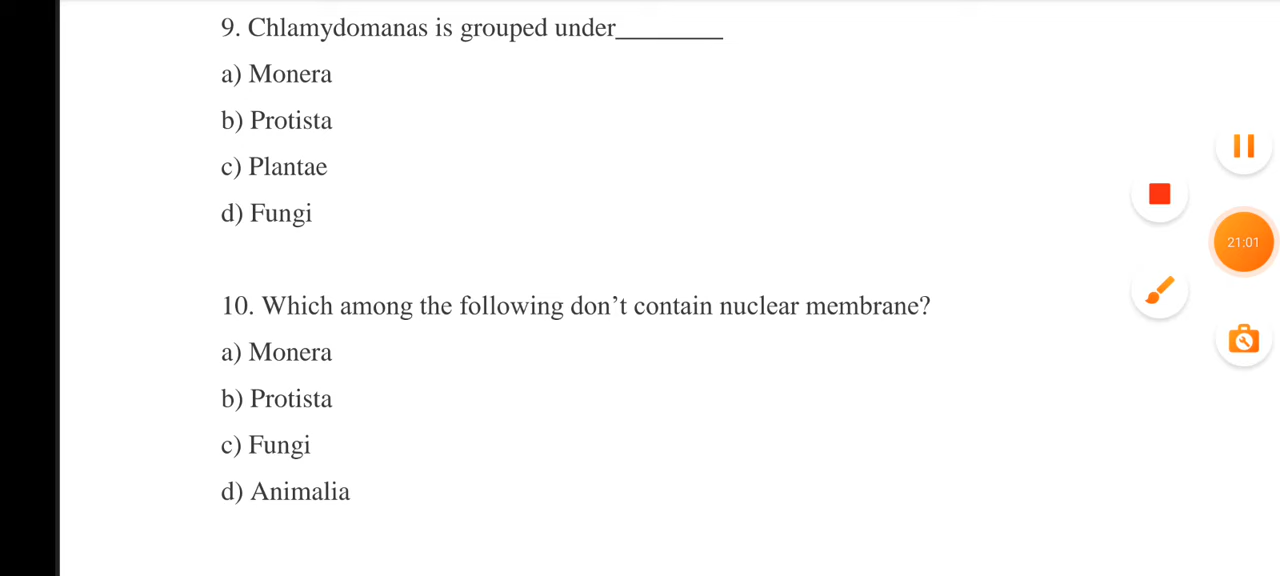 9. Chlamydomanas is grouped under________
a) Monera
b) Protista
c) Plantae
d) Fungi
10. Which among the following don’t contain nuclear membrane?
a) Monera
b) Protista
c) Fungi
d) Animalia
21:01